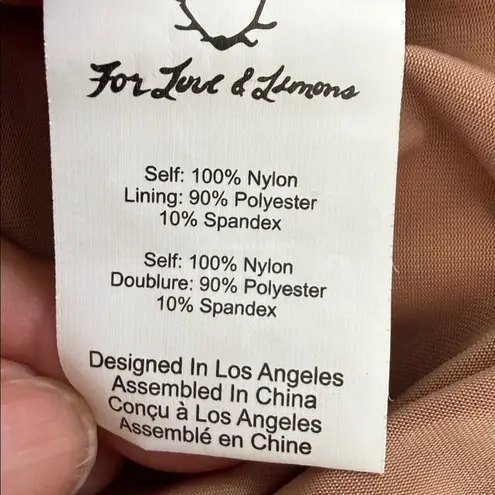 For Love & Lemons
Self: 100% Nylon
Lining: 90% Polyester
10% Spandex
Self: 100% Nylon
Doublure: 90% Polyester
10% Spandex
Designed In Los Angeles
Assembled In China
Conçu à Los Angeles
Assemblé en Chine